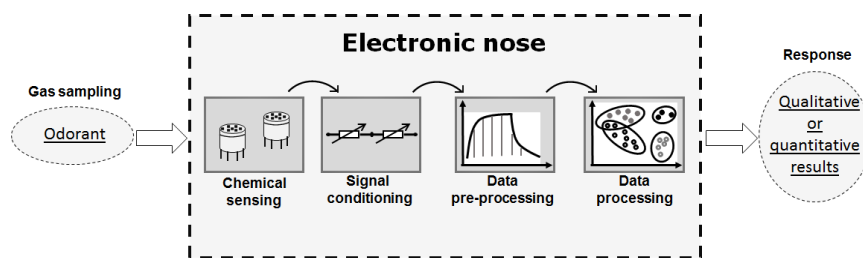 Electronic nose
Gas sampling
Odorant
Chemical
sensing
Signal
conditioning
Data
pre-processing
Data
processing
Response
Qualitative
or
quantitative
results